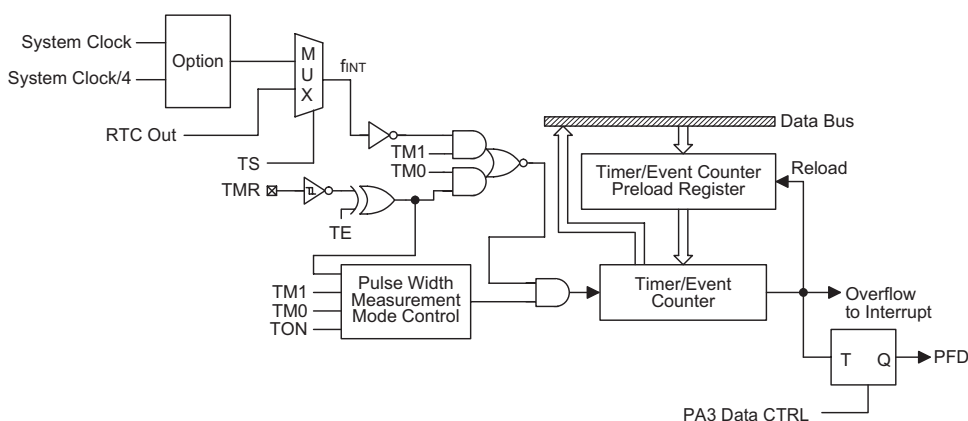 System Clock
System Clock/4
Option
M
U
X
fINT
RTC Out
TS
TM1
TM0
TMR
TE
Data Bus
Timer/Event Counter
Preload Register
Reload
TM1
TM0
TON
Pulse Width
Measurement
Mode Control
Timer/Event
Counter
Overflow
to Interrupt
T
Q
PFD
PA3 Data CTRL